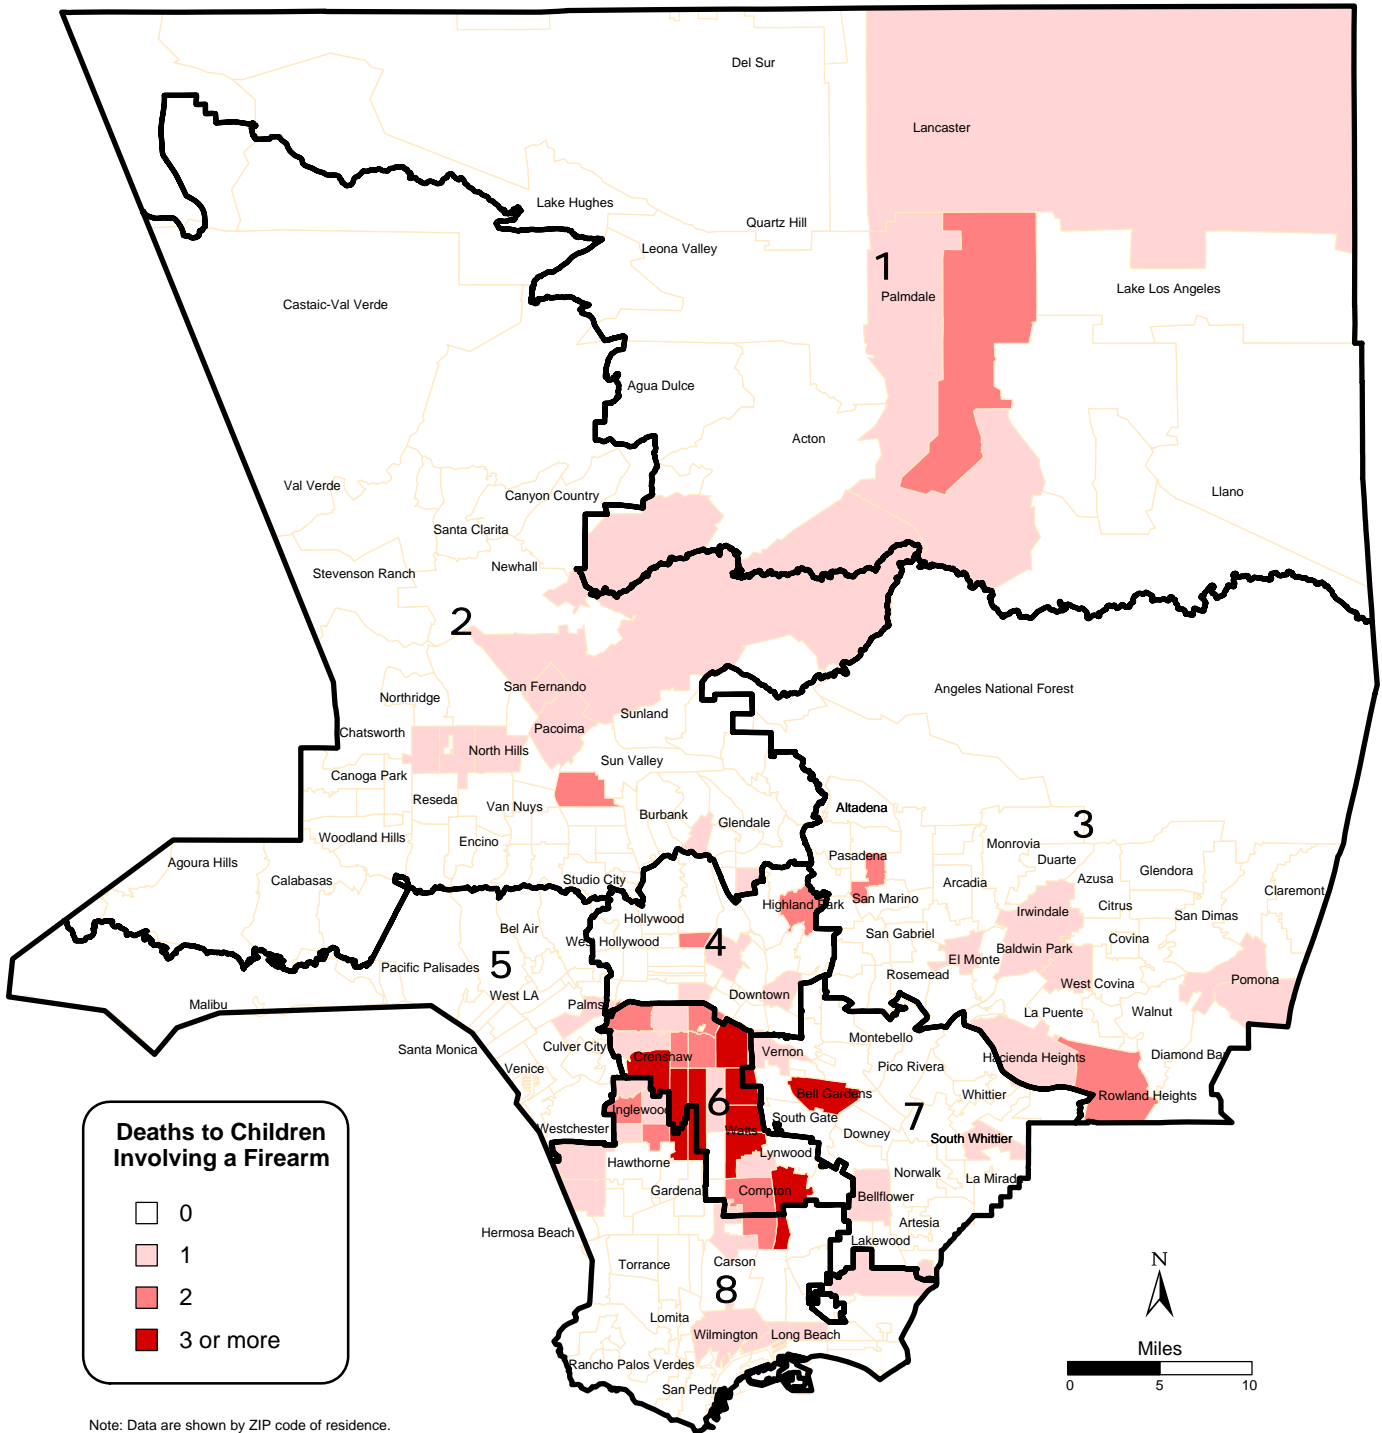 Del Sur
Lancaster
Lake Hughes
Quartz Hill
Leona Valley
1
Lake Los Angeles
Palmdale
Castaic-Val Verde
Agua Dulce
Acton
Val Verde
Canyon Country
Llano
Santa Clarita
Newhall
Stevenson Ranch
2
San Fernando
Angeles National Forest
Northridge
Sunland
Pacoima
Chatsworth
North Hills
Sun Valley
Canoga Park
Reseda
Van Nuys
Altadena
Burbank
Glendale
3
Woodland Hills
Encino
Monrovia
Pasadena
Duarte
Agoura Hills
Glendora
Calabasas
Studio City
Azusa
Arcadia
Claremont
San Marino
Highland Park
Citrus
Irwindale
San Dimas
Hollywood
Bel Air
San Gabriel
West Hollywood
4
Covina
Baldwin Park
El Monte
5
Pacific Palisades
Rosemead
Pomona
West Covina
West LA
Downtown
Malibu
Palms
La Puente
Walnut
Montebello
Santa Monica
Culver City
Vernon
Crenshaw
Hacienda Heights
Diamond Bar
Venice
Pico Rivera
Bell Gardens
Whittier
Rowland Heights
6
Inglewood
7
South Gate
Westchester
Watts
Downey
South Whittier
Lynwood
Hawthorne
Norwalk
La Mirada
Gardena
Compton
Bellflower
Artesia
Hermosa Beach
Lakewood
Torrance
Carson
8
Lomita
Wilmington
Long Beach
Rancho Palos Verdes
San Pedro
Deaths to Children
Involving a Firearm
0
1
2
3 or more
N
Miles
0 5 10
Note: Data are shown by ZIP code of residence.